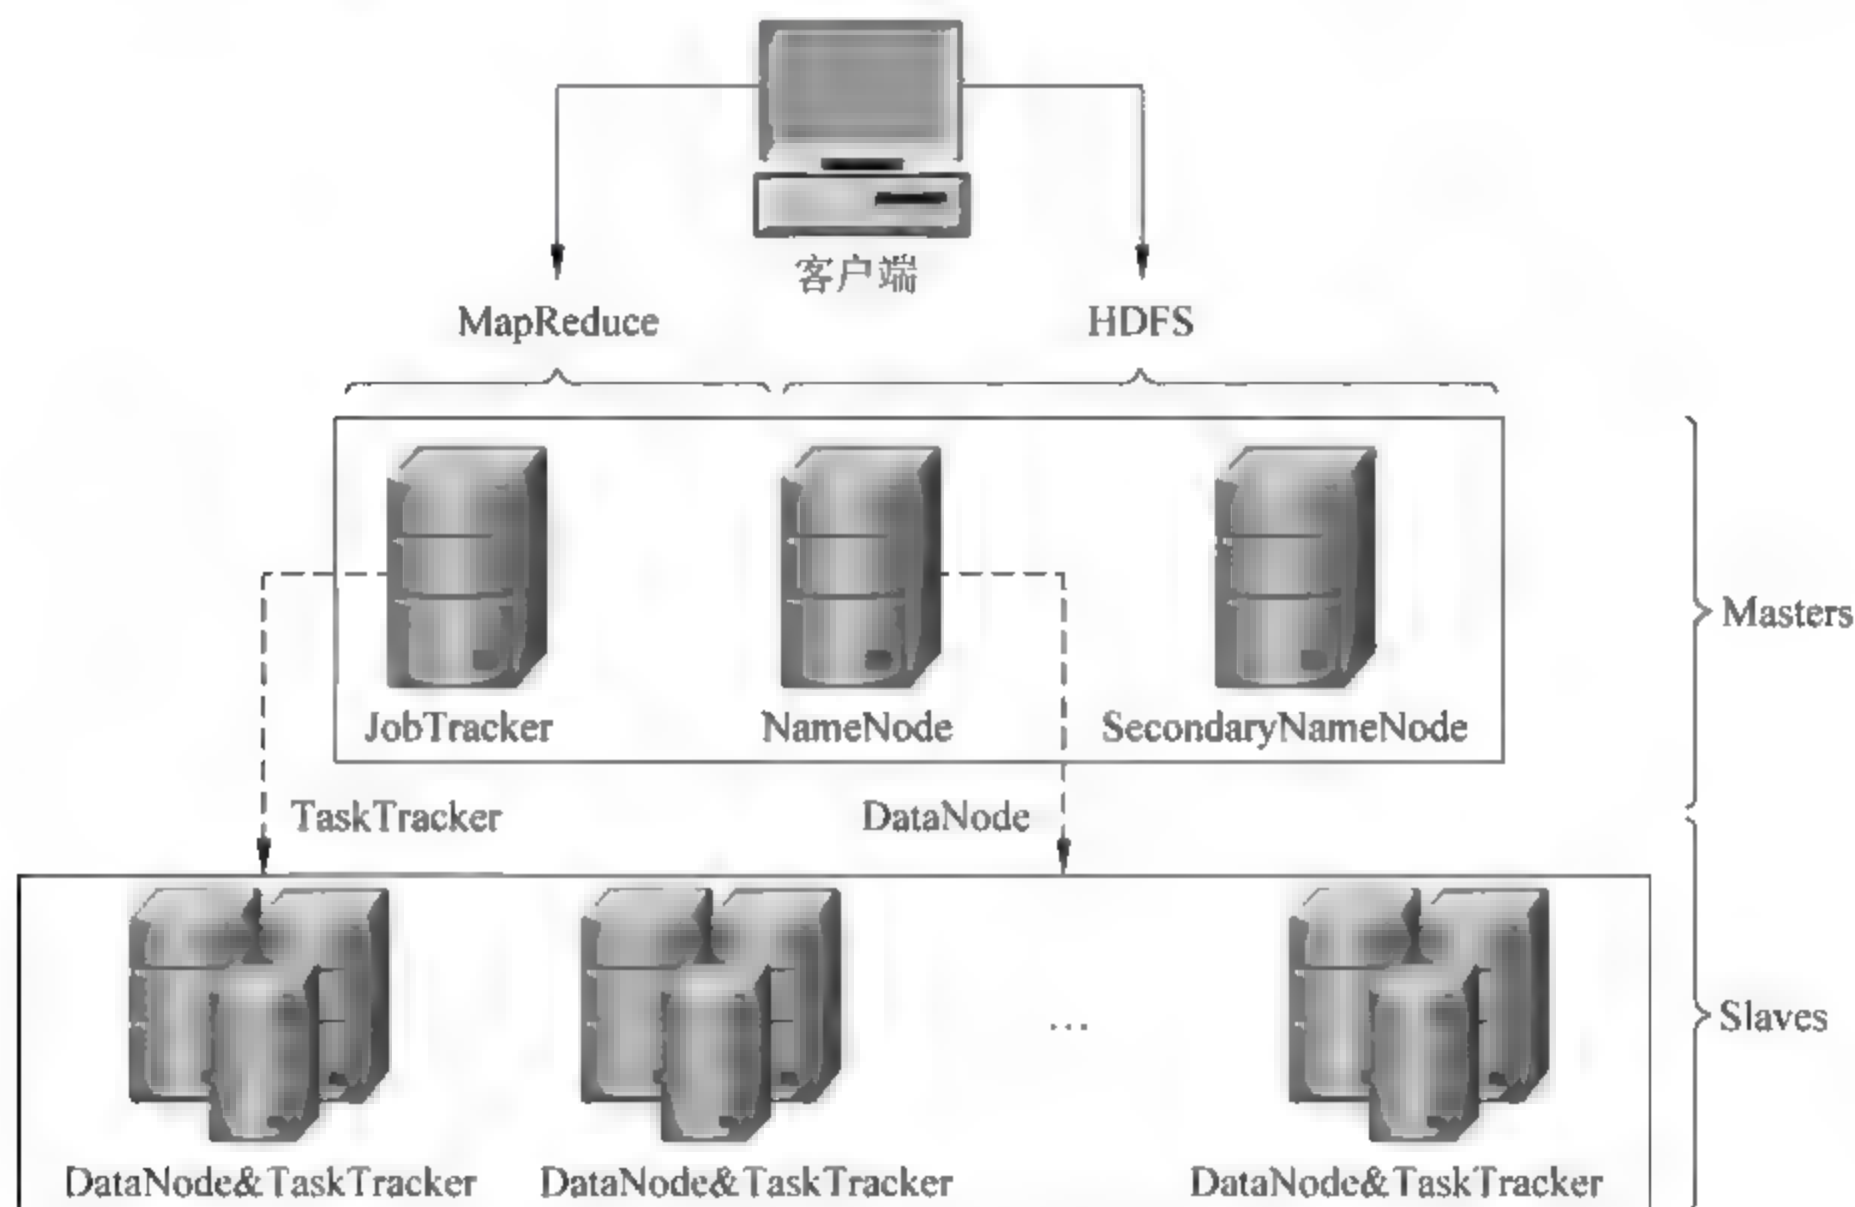 客户端
MapReduce
HDFS
JobTracker
NameNode
SecondaryNameNode
Masters
TaskTracker
DataNode
...
Slaves
DataNode&TaskTracker
DataNode&TaskTracker
DataNode&TaskTracker